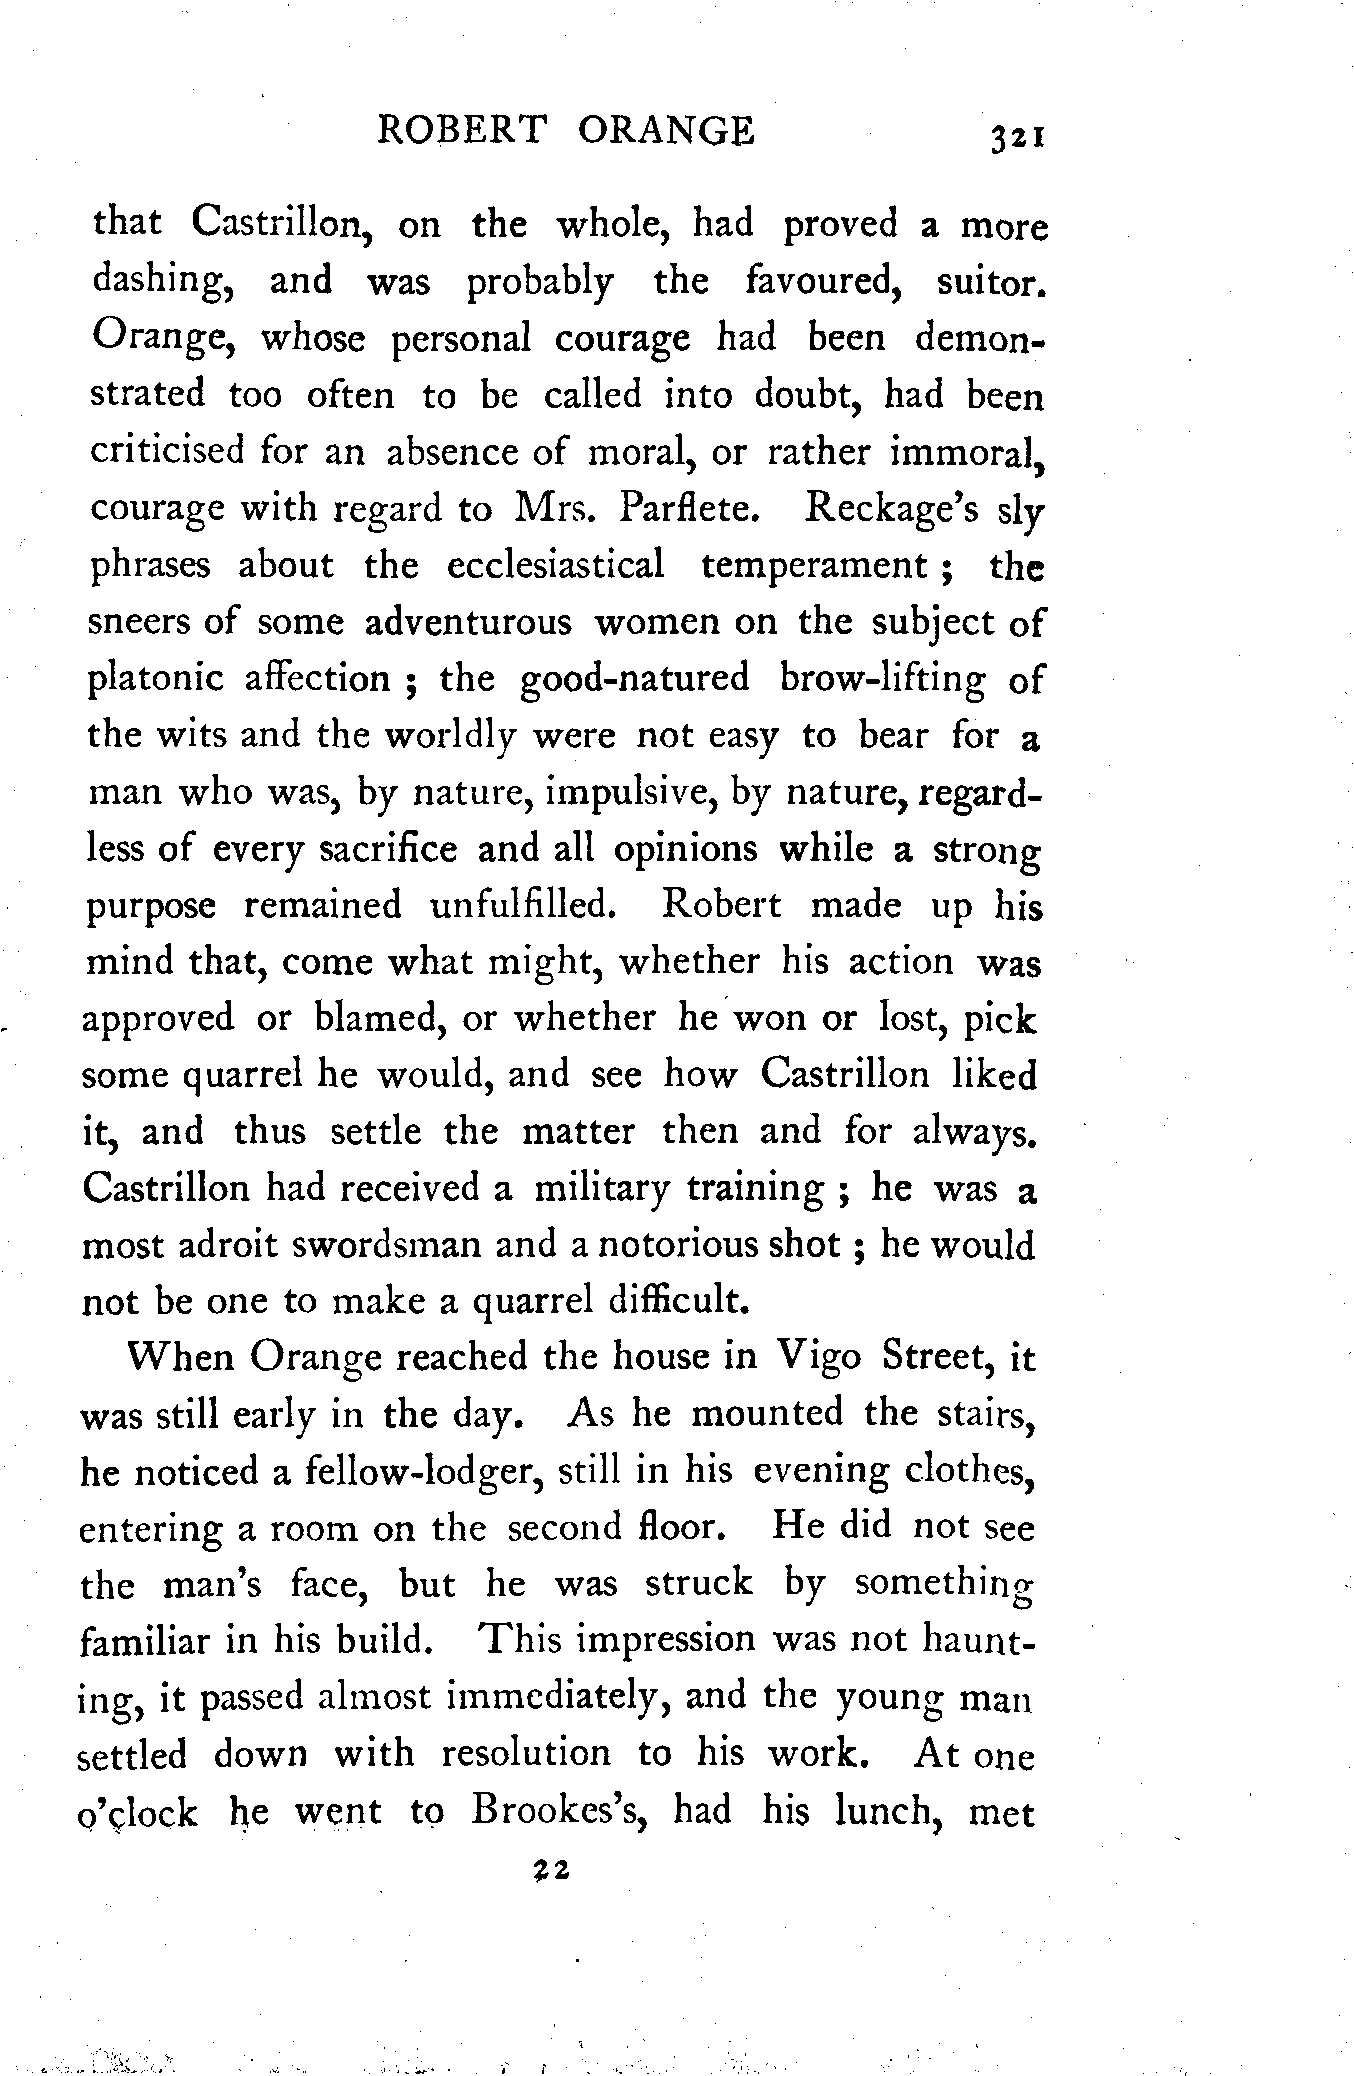 ROBERT ORANGE 321
that Castrillon, on the whole, had proved a more
dashing, and was probably the favoured, suitor.
Orange, whose personal courage had been demon-
strated too often to be called into doubt, had been
criticised for an absence of moral, or rather immoral,
courage with regard to Mrs. Parflete. Reckage's sly
phrases about the ecclesiastical temperament ; the
sneers of some adventurous women on the subject of
platonic affection ; the good-natured brow-lifting of
the wits and the worldly were not easy to bear for a
man who was, by nature, impulsive, by nature, regard-
less of every sacrifice and all opinions while a strong
purpose remained unfulfilled. Robert made up his
mind that, come what might, whether his action was
approved or blamed, or whether he won or lost, pick
some quarrel he would, and see how Castrillon liked
it, and thus settle the matter then and for always.
Castrillon had received a military training ; he was a
most adroit swordsman and a notorious shot ; he would
not be one to make a quarrel difficult.
When Orange reached the house in Vigo Street, it
was still early in the day. As he mounted the stairs,
he noticed a fellow-lodger, still in his evening clothes,
entering a room on the second floor. He did not see
the man's face, but he was struck by something
familiar in his build. This impression was not haunt-
ing, it passed almost immediately, and the young man
settled down with resolution to his work. At one
o'clock he went to Brookes's, had his lunch, met
22